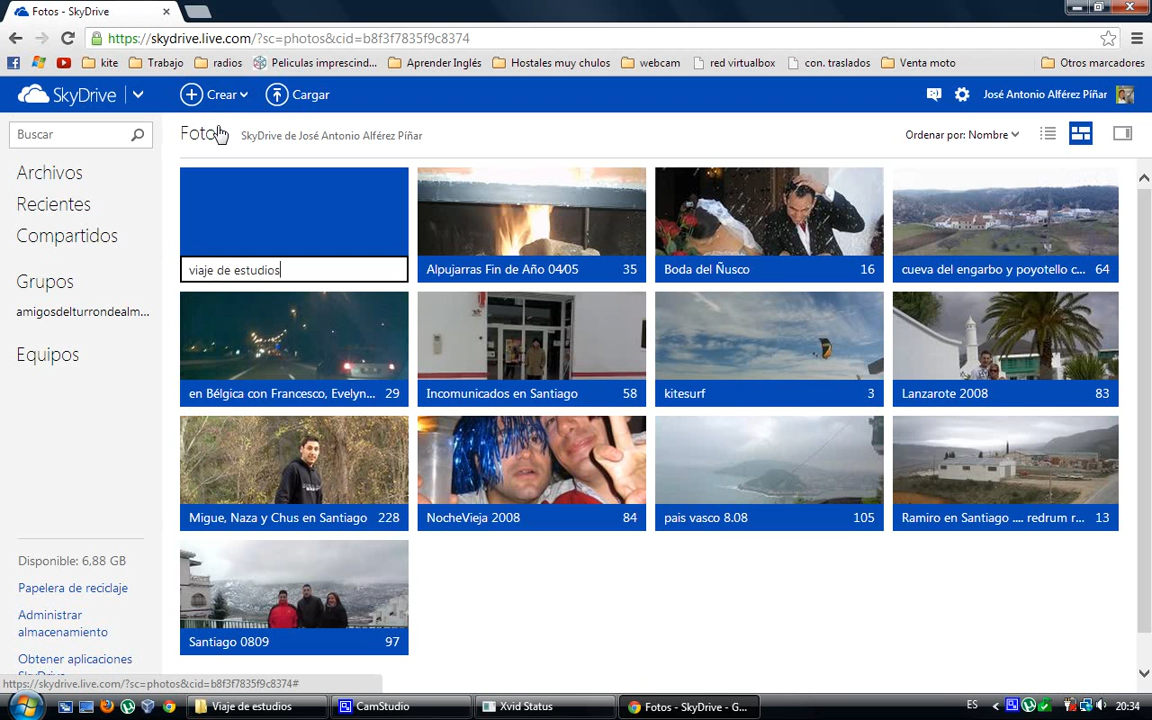 Fotos - SkyDrive
https://skydrive.live.com/?sc=photos&cid=b8f3f7835f9c8374
kite
Trabajo
radios
Peliculas imprescind...
Aprender Inglés
Hostales muy chulos
webcam
red virtualbox
con. traslados
Venta moto
Otros marcadores
SkyDrive
Crear
Cargar
José Antonio Alférez Píñar
Buscar
Fotos
SkyDrive de José Antonio Alférez Píñar
Ordenar por: Nombre
Archivos
Recientes
Compartidos
Grupos
amigosdelturrondealm...
Equipos
viaje de estudios
Alpujarras Fin de Año 04/05 35
Boda del Ñusco 16
cueva del engarbo y poyotello c... 64
en Bélgica con Francesco, Evelyn... 29
Incomunicados en Santiago 58
kitesurf 3
Lanzarote 2008 83
Migue, Naza y Chus en Santiago 228
NocheVieja 2008 84
pais vasco 8.08 105
Ramiro en Santiago .... redrum r... 13
Santiago 0809 97
Disponible: 6,88 GB
Papelera de reciclaje
Administrar
almacenamiento
Obtener aplicaciones
SkyDrive
https://skydrive.live.com/?sc=photos&cid=b8f3f7835f9c8374#
Viaje de estudios
CamStudio
Xvid Status
Fotos - SkyDrive - G...
ES
20:34